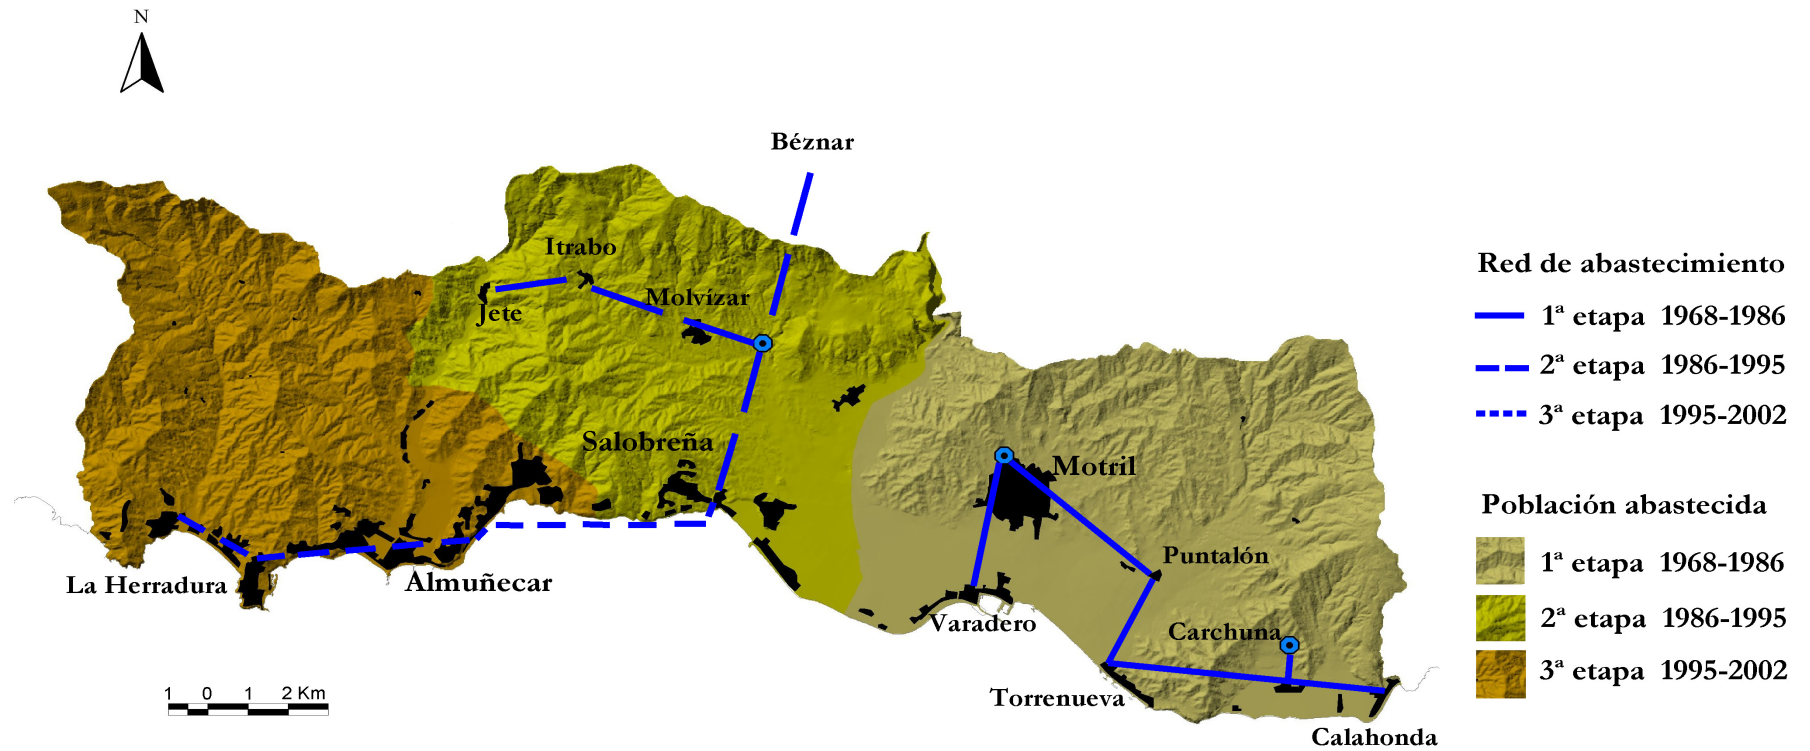 N
Béznar
Itrabo
Molvízar
Jete
Salobreña
Motril
Puntalón
La Herradura
Almuñecar
Varadero
Carchuna
Torrenueva
Calahonda
1 0 1 2 Km
Red de abastecimiento
1ª etapa 1968-1986
2ª etapa 1986-1995
3ª etapa 1995-2002
Población abastecida
1ª etapa 1968-1986
2ª etapa 1986-1995
3ª etapa 1995-2002